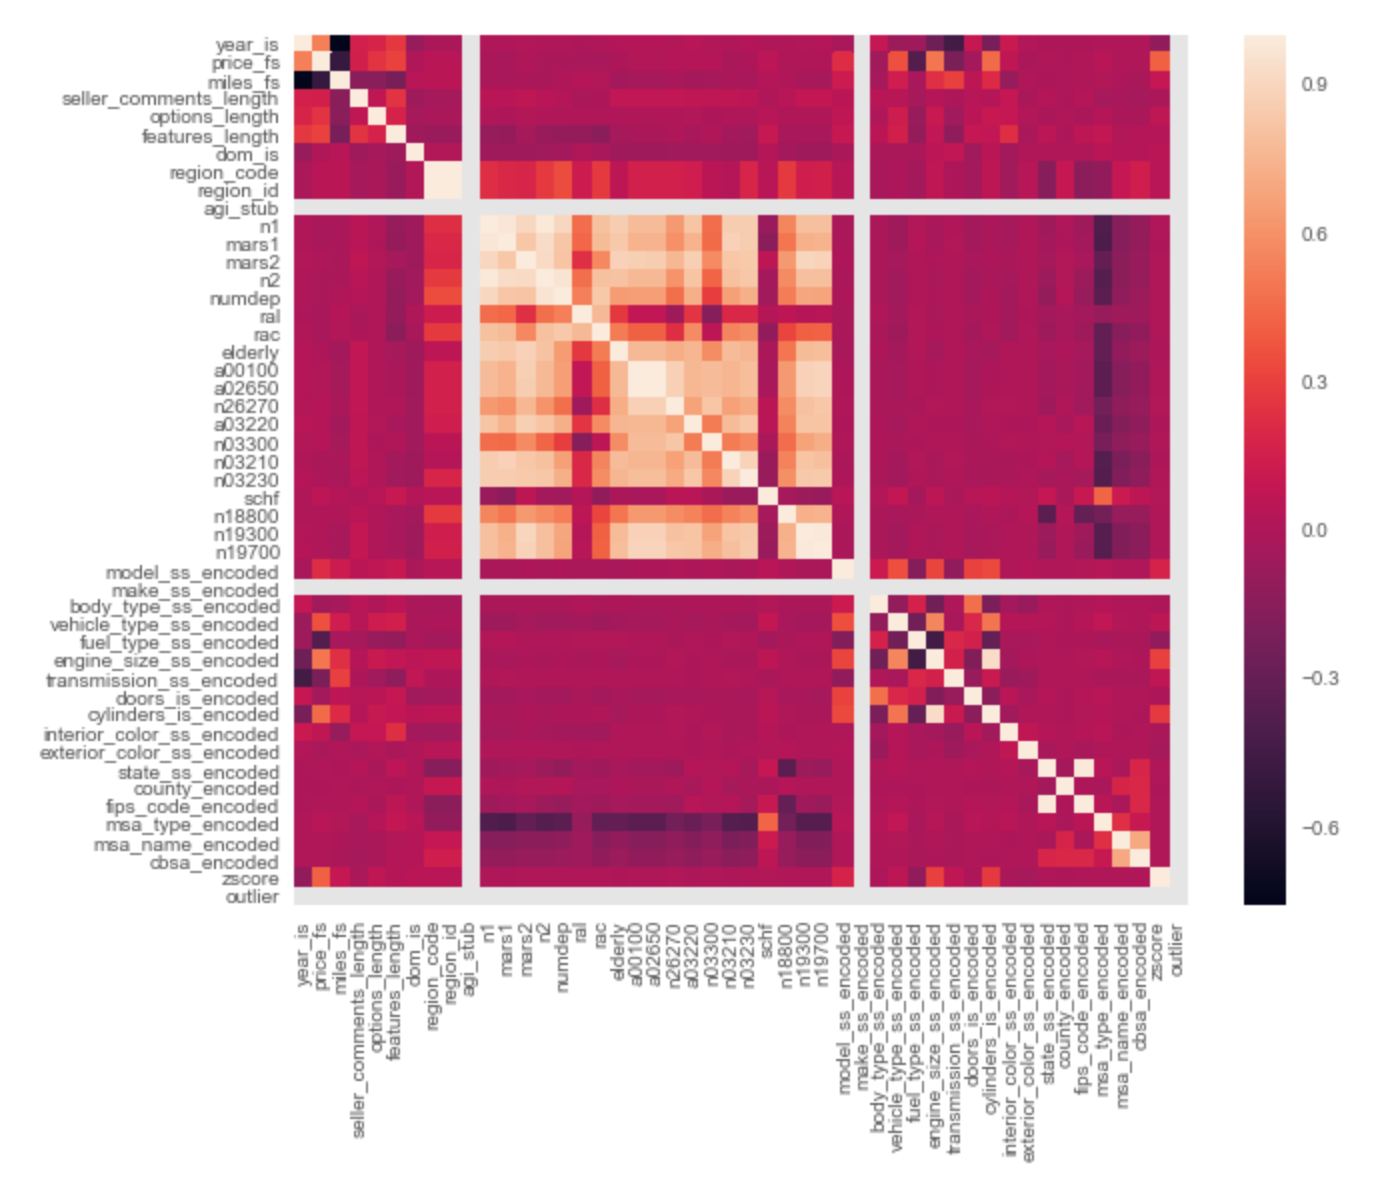 year_is
price_fs
miles_fs
seller_comments_length
options_length
features_length
dom_is
region_code
region_id
agi_stub
n1
mars1
mars2
n2
numdep
ral
rac
elderly
a00100
a02650
n26270
a03220
n03300
n03210
n03230
schf
n18800
n19300
n19700
model_ss_encoded
make_ss_encoded
body_type_ss_encoded
vehicle_type_ss_encoded
fuel_type_ss_encoded
engine_size_ss_encoded
transmission_ss_encoded
doors_is_encoded
cylinders_is_encoded
interior_color_ss_encoded
exterior_color_ss_encoded
state_ss_encoded
county_encoded
fips_code_encoded
msa_type_encoded
msa_name_encoded
cbsa_encoded
zscore
outlier
year_is
price_fs
miles_fs
seller_comments_length
options_length
features_length
dom_is
region_code
region_id
agi_stub
n1
mars1
mars2
n2
numdep
ral
rac
elderly
a00100
a02650
n26270
a03220
n03300
n03210
n03230
schf
n18800
n19300
n19700
model_ss_encoded
make_ss_encoded
body_type_ss_encoded
vehicle_type_ss_encoded
fuel_type_ss_encoded
engine_size_ss_encoded
transmission_ss_encoded
doors_is_encoded
cylinders_is_encoded
interior_color_ss_encoded
exterior_color_ss_encoded
state_ss_encoded
county_encoded
fips_code_encoded
msa_type_encoded
msa_name_encoded
cbsa_encoded
zscore
outlier
0.9
0.6
0.3
0.0
−0.3
−0.6